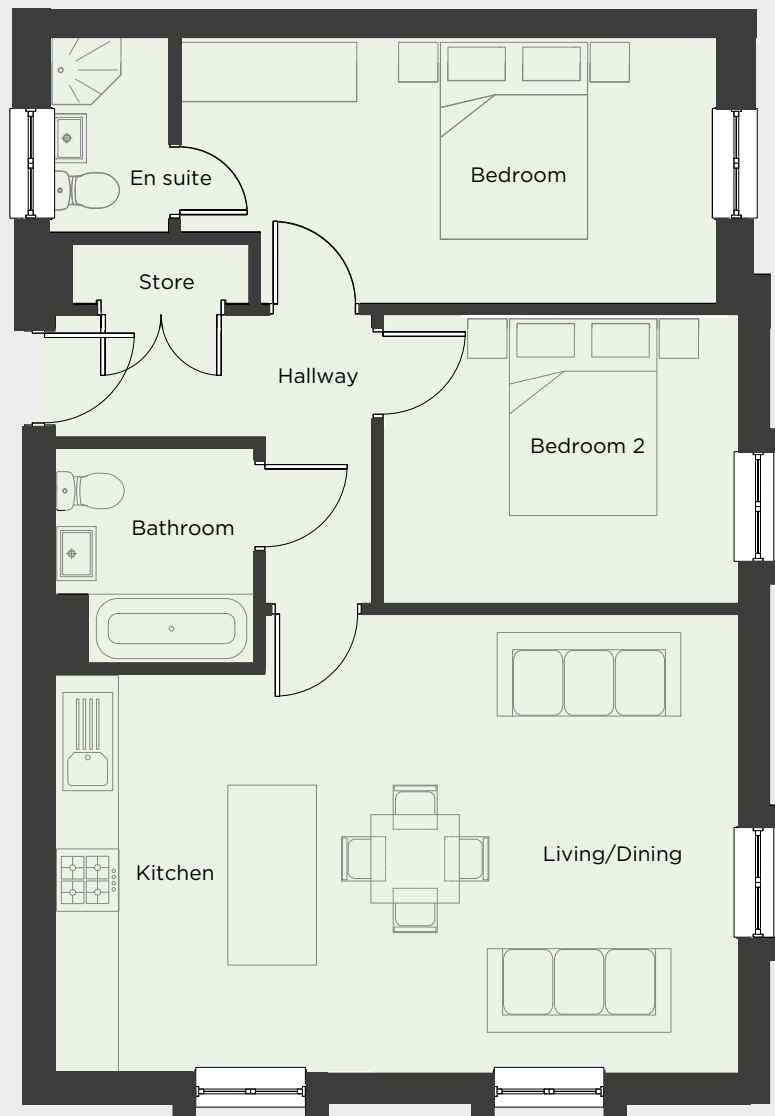 En suite
Bedroom
Store
Hallway
Bedroom 2
Bathroom
Living/Dining
Kitchen